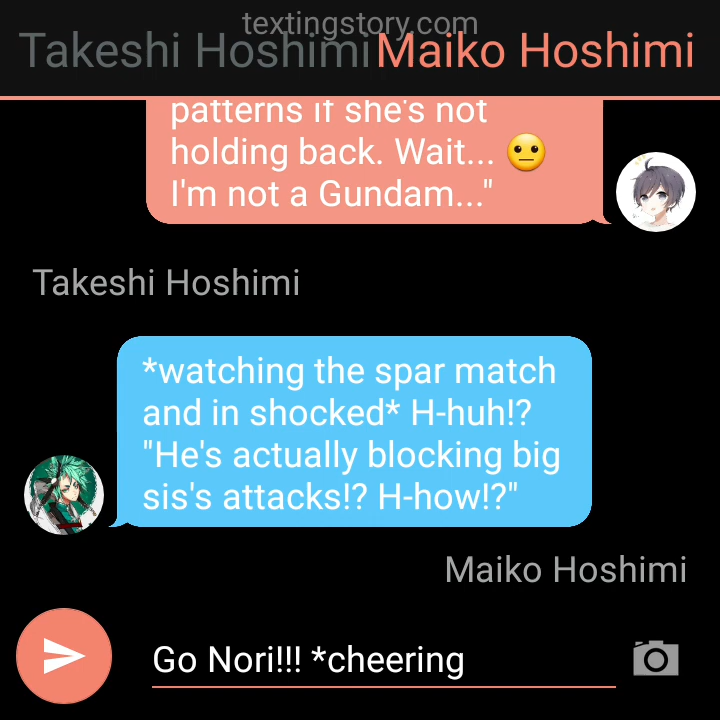 textingstory.com
Takeshi Hoshimi Maiko Hoshimi
patterns if she's not
holding back. Wait... 😐
I'm not a Gundam..."
Takeshi Hoshimi
*watching the spar match
and in shocked* H-huh!?
"He's actually blocking big
sis's attacks!? H-how!?"
Maiko Hoshimi
Go Nori!!! *cheering